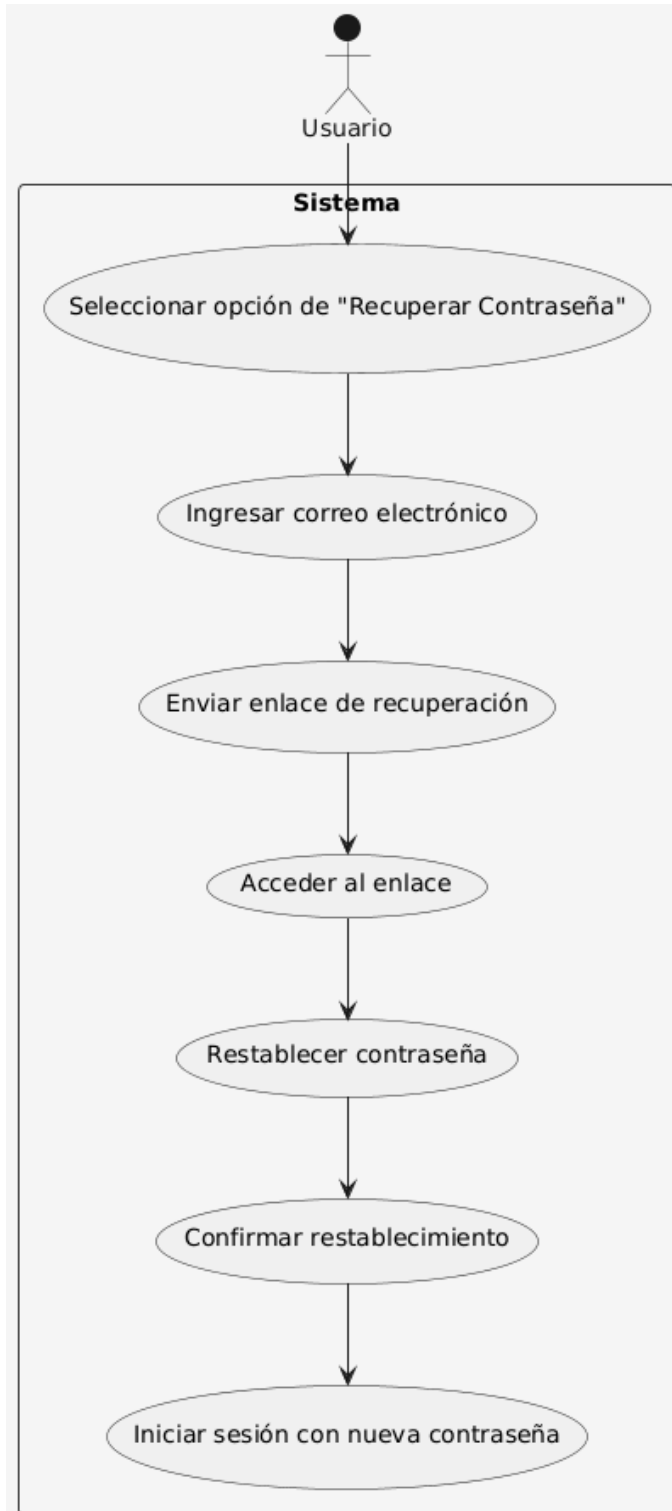 Usuario
Sistema
Seleccionar opción de "Recuperar Contraseña"
Ingresar correo electrónico
Enviar enlace de recuperación
Acceder al enlace
Restablecer contraseña
Confirmar restablecimiento
Iniciar sesión con nueva contraseña